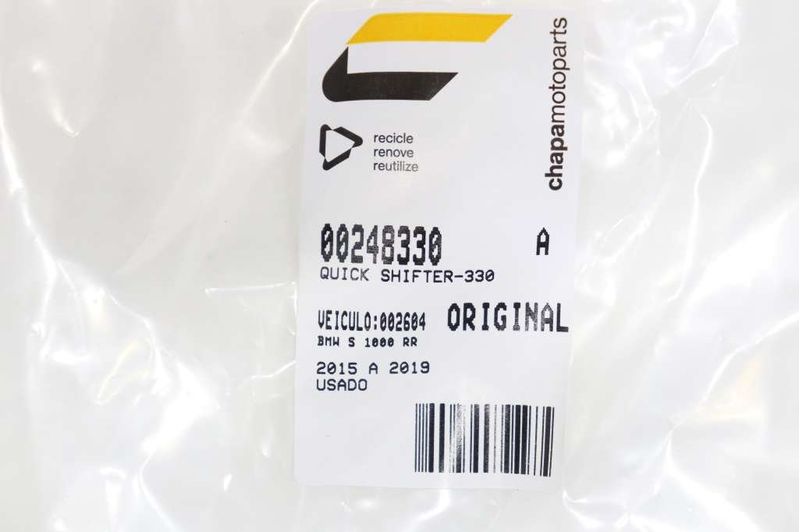 chapamotoparts
recicle
renove
reutilize
00248330 A
QUICK SHIFTER-330
VEICULO:002604 ORIGINAL
BMW S 1000 RR
2015 A 2019
USADO